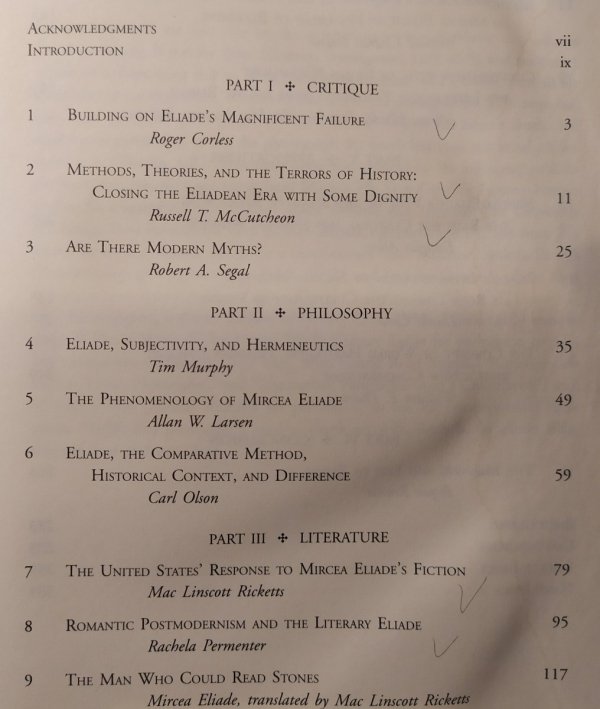 ACKNOWLEDGMENTS vii
INTRODUCTION ix
PART I ✣ CRITIQUE
1 BUILDING ON ELIADE'S MAGNIFICENT FAILURE 3
Roger Corless
2 METHODS, THEORIES, AND THE TERRORS OF HISTORY:
CLOSING THE ELIADEAN ERA WITH SOME DIGNITY 11
Russell T. McCutcheon
3 ARE THERE MODERN MYTHS? 25
Robert A. Segal
PART II ✣ PHILOSOPHY
4 ELIADE, SUBJECTIVITY, AND HERMENEUTICS 35
Tim Murphy
5 THE PHENOMENOLOGY OF MIRCEA ELIADE 49
Allan W. Larsen
6 ELIADE, THE COMPARATIVE METHOD,
HISTORICAL CONTEXT, AND DIFFERENCE 59
Carl Olson
PART III ✣ LITERATURE
7 THE UNITED STATES' RESPONSE TO MIRCEA ELIADE'S FICTION 79
Mac Linscott Ricketts
8 ROMANTIC POSTMODERNISM AND THE LITERARY ELIADE 95
Rachela Permenter
9 THE MAN WHO COULD READ STONES 117
Mircea Eliade, translated by Mac Linscott Ricketts